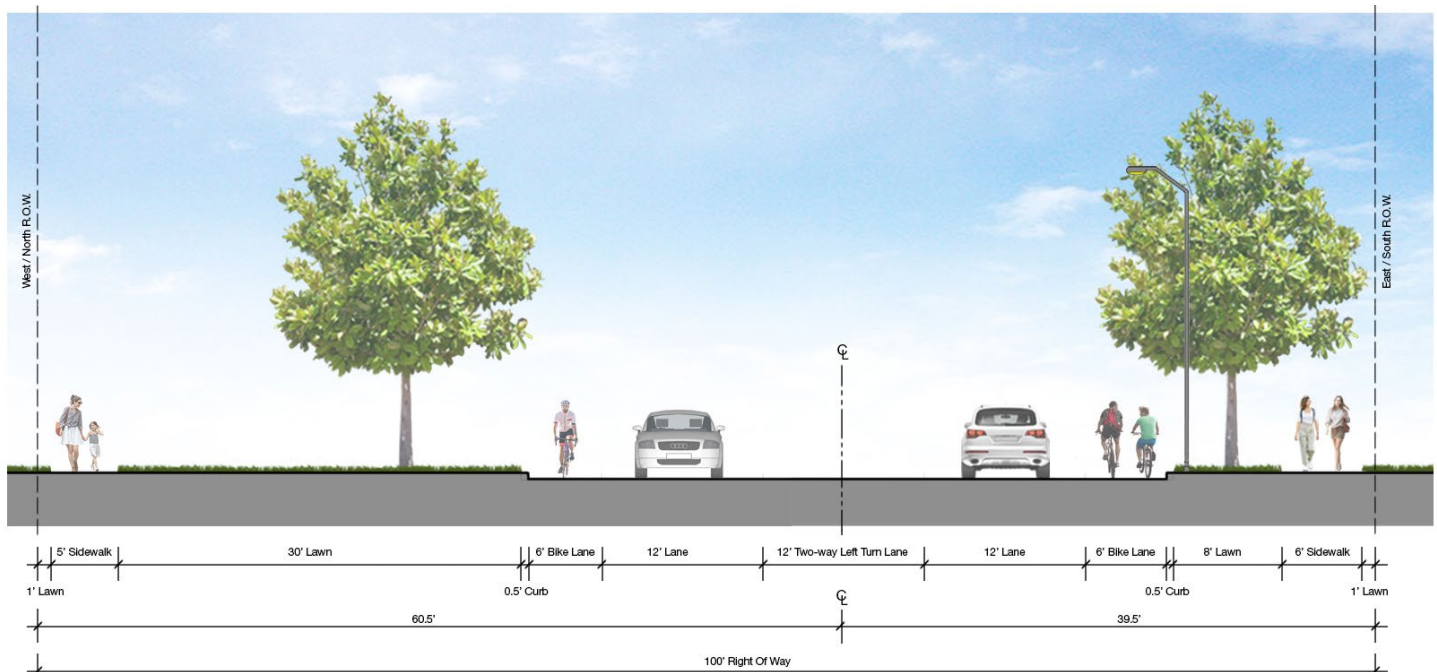 West / North R.O.W.
East / South R.O.W.
℄
5' Sidewalk
30' Lawn
6' Bike Lane
12' Lane
12' Two-way Left Turn Lane
12' Lane
6' Bike Lane
8' Lawn
6' Sidewalk
1' Lawn
0.5' Curb
℄
0.5' Curb
1' Lawn
60.5'
39.5'
100' Right Of Way